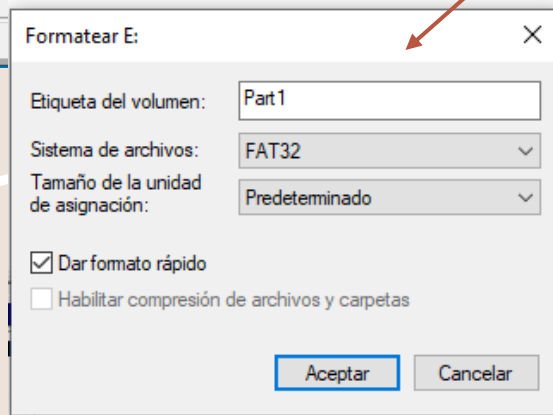 Formatear E:
Etiqueta del volumen: Part1
Sistema de archivos: FAT32
Tamaño de la unidad
de asignación: Predeterminado
Dar formato rápido
Habilitar compresión de archivos y carpetas
Aceptar Cancelar